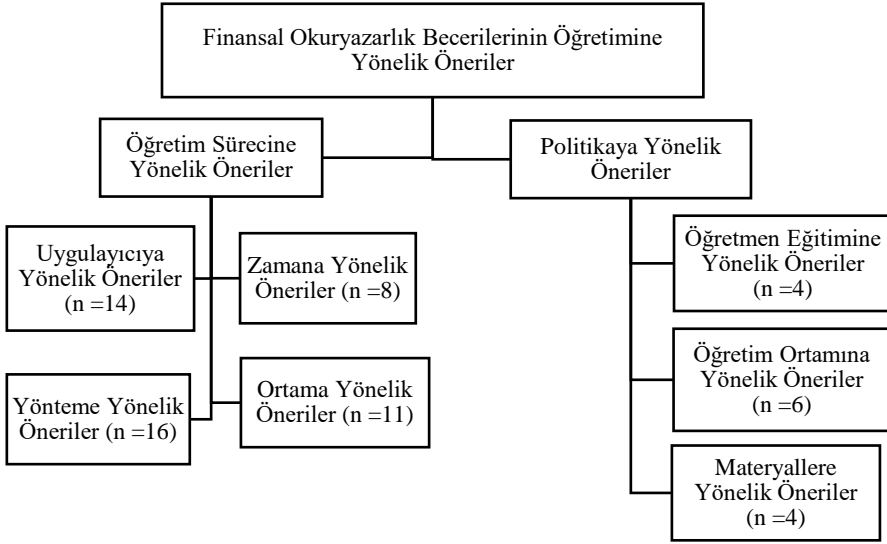 Finansal Okuryazarlık Becerilerinin Öğretimine
Yönelik Öneriler
Öğretim Sürecine
Yönelik Öneriler
Politikaya Yönelik
Öneriler
Uygulayıcıya
Yönelik Öneriler
(n =14)
Zamana Yönelik
Öneriler (n =8)
Yönteme Yönelik
Öneriler (n =16)
Ortama Yönelik
Öneriler (n =11)
Öğretmen Eğitimine
Yönelik Öneriler
(n =4)
Öğretim Ortamına
Yönelik Öneriler
(n =6)
Materyallere
Yönelik Öneriler
(n =4)